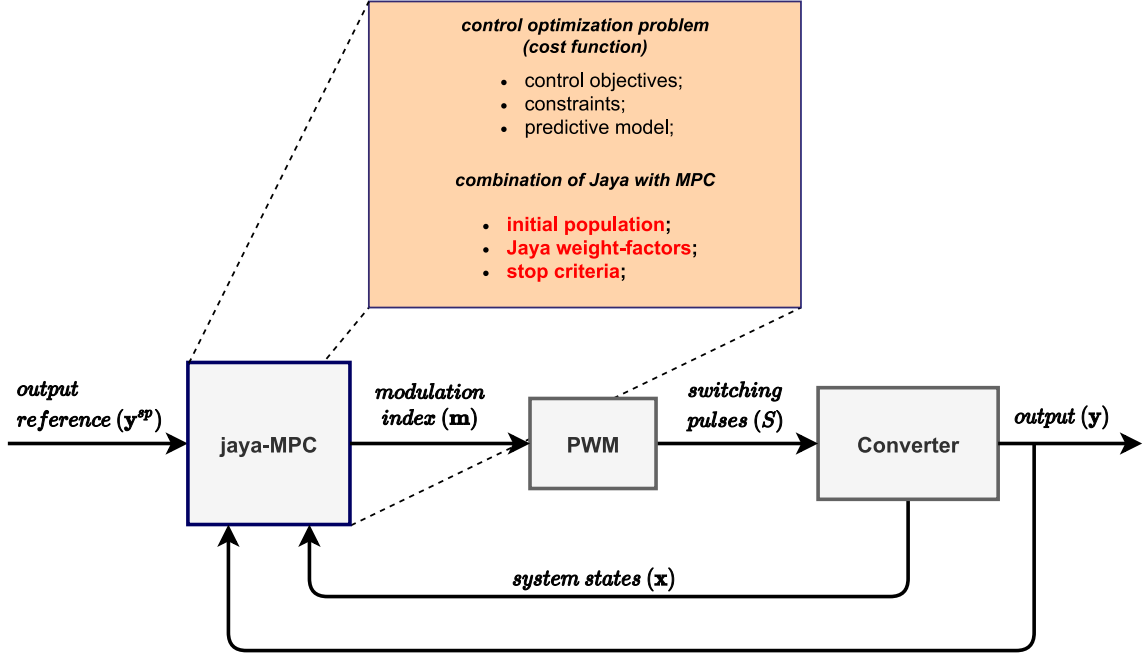 control optimization problem
(cost function)
• control objectives;
• constraints;
• predictive model;
combination of Jaya with MPC
• initial population;
• Jaya weight-factors;
• stop criteria;
output
reference (y^sp)
jaya-MPC
modulation
index (m)
PWM
switching
pulses (S)
Converter
output (y)
system states (x)